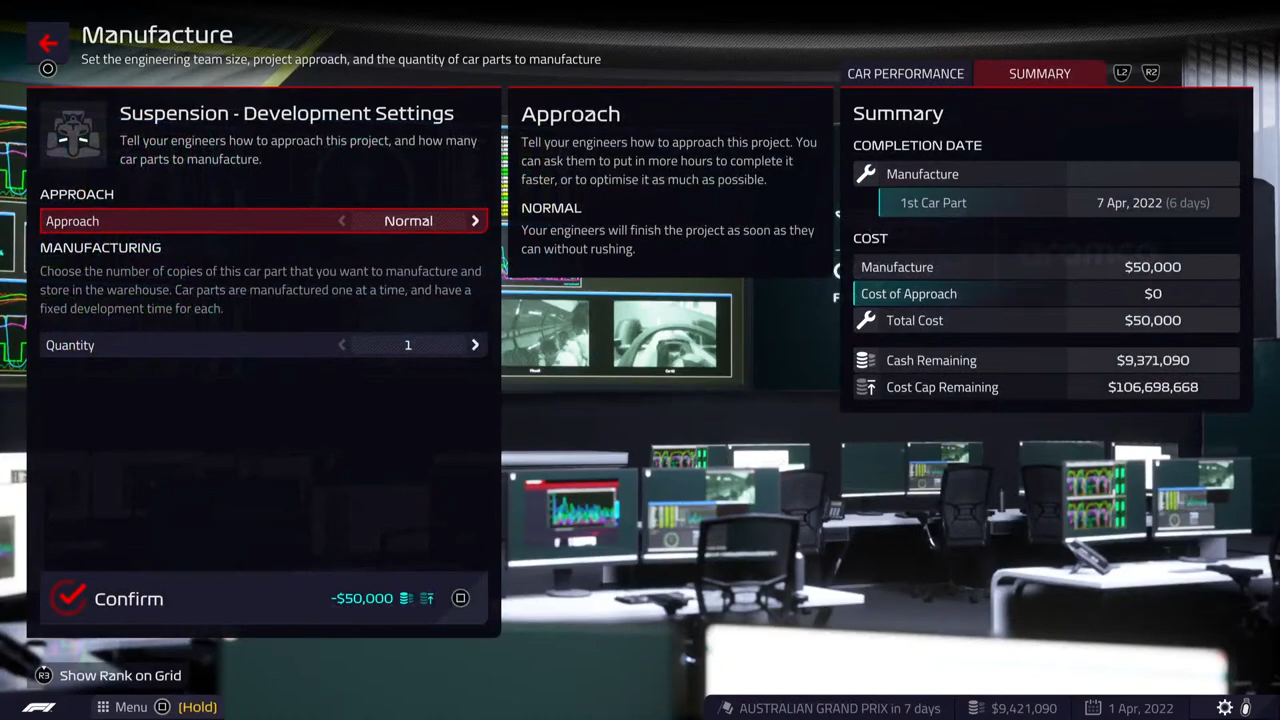 Manufacture
Set the engineering team size, project approach, and the quantity of car parts to manufacture
CAR PERFORMANCE
SUMMARY
L2
R2
Suspension - Development Settings
Tell your engineers how to approach this project, and how many
car parts to manufacture.
APPROACH
Approach
Normal
MANUFACTURING
Choose the number of copies of this car part that you want to manufacture and
store in the warehouse. Car parts are manufactured one at a time, and have a
fixed development time for each.
Quantity
1
Confirm
-$50,000
Approach
Tell your engineers how to approach this project. You
can ask them to put in more hours to complete it
faster, or to optimise it as much as possible.
NORMAL
Your engineers will finish the project as soon as they
can without rushing.
Summary
COMPLETION DATE
Manufacture
1st Car Part
7 Apr, 2022 (6 days)
COST
Manufacture
$50,000
Cost of Approach
$0
Total Cost
$50,000
Cash Remaining
$9,371,090
Cost Cap Remaining
$106,698,668
R3
Show Rank on Grid
Menu
(Hold)
AUSTRALIAN GRAND PRIX in 7 days
$9,421,090
1 Apr, 2022